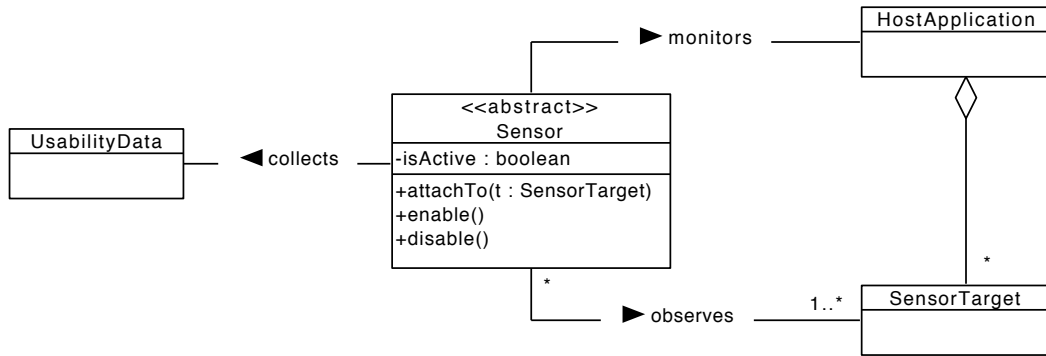 HostApplication
monitors
<<abstract>>
Sensor
-isActive : boolean
+attachTo(t : SensorTarget)
+enable()
+disable()
UsabilityData
collects
*
*
observes
1..*
SensorTarget